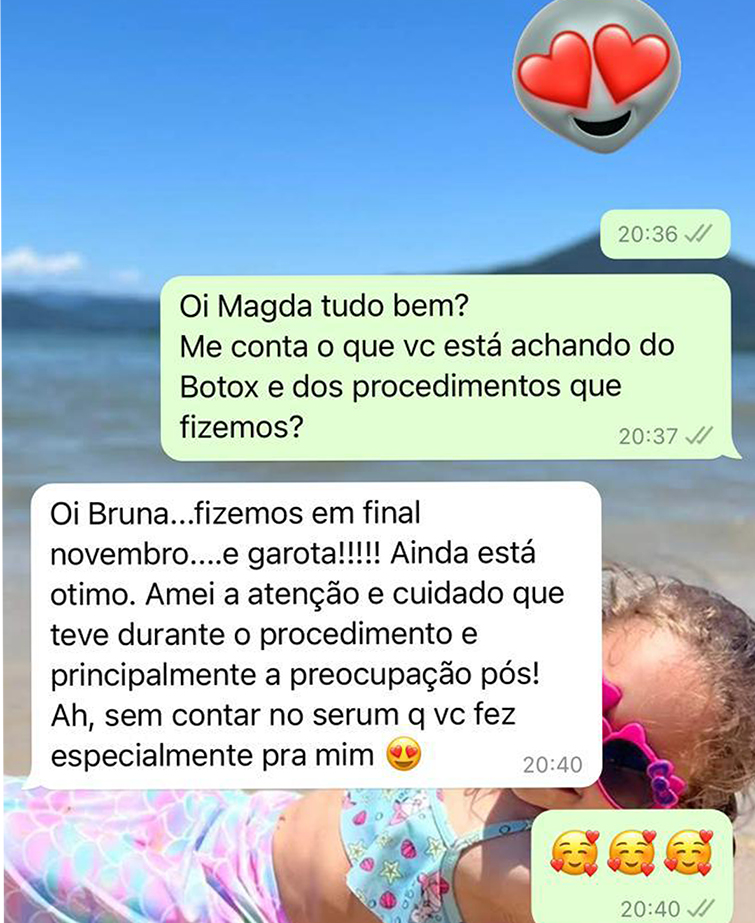 20:36
Oi Magda tudo bem?
Me conta o que vc está achando do
Botox e dos procedimentos que
fizemos?
20:37
Oi Bruna...fizemos em final
novembro....e garota!!!!! Ainda está
otimo. Amei a atenção e cuidado que
teve durante o procedimento e
principalmente a preocupação pós!
Ah, sem contar no serum q vc fez
especialmente pra mim 😍
20:40
🥰🥰🥰
20:40